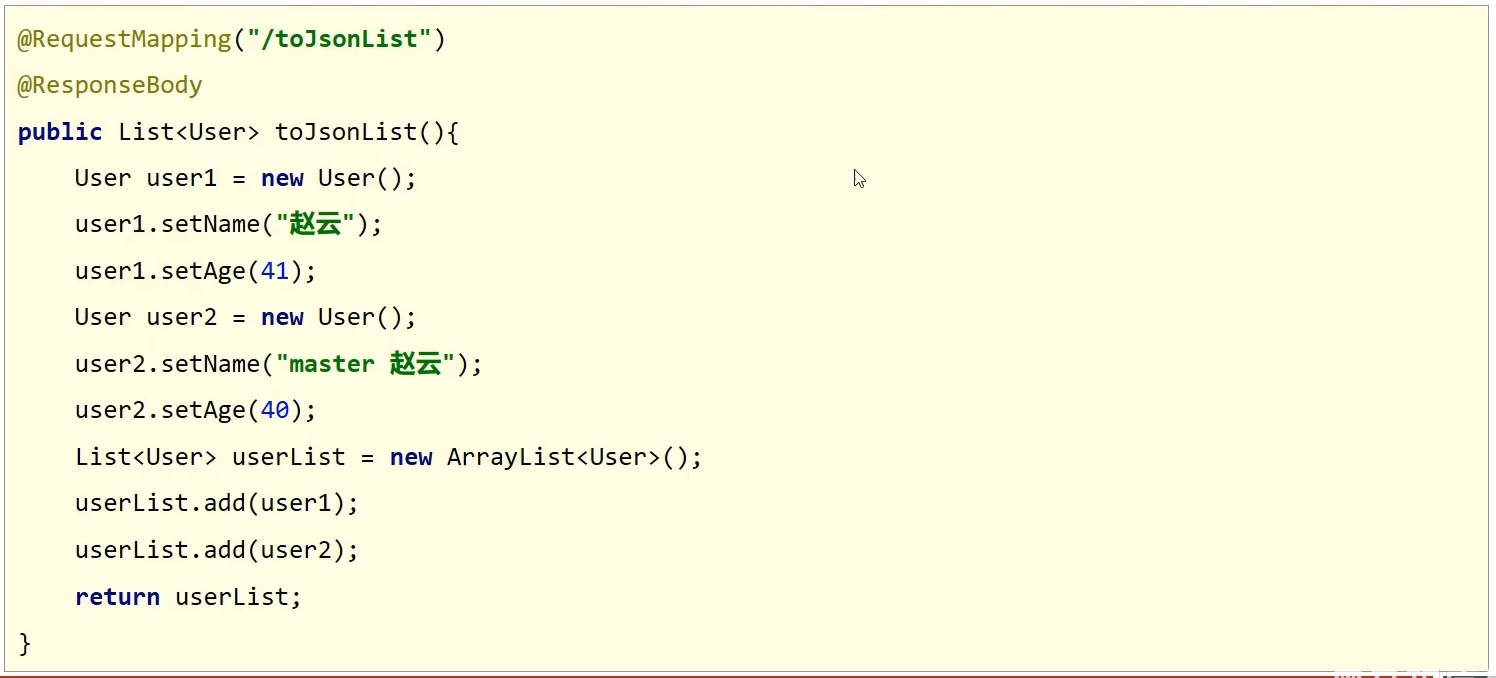 @RequestMapping("/toJsonList")
@ResponseBody
public List<User> toJsonList(){
User user1 = new User();
user1.setName("赵云");
user1.setAge(41);
User user2 = new User();
user2.setName("master 赵云");
user2.setAge(40);
List<User> userList = new ArrayList<User>();
userList.add(user1);
userList.add(user2);
return userList;
}